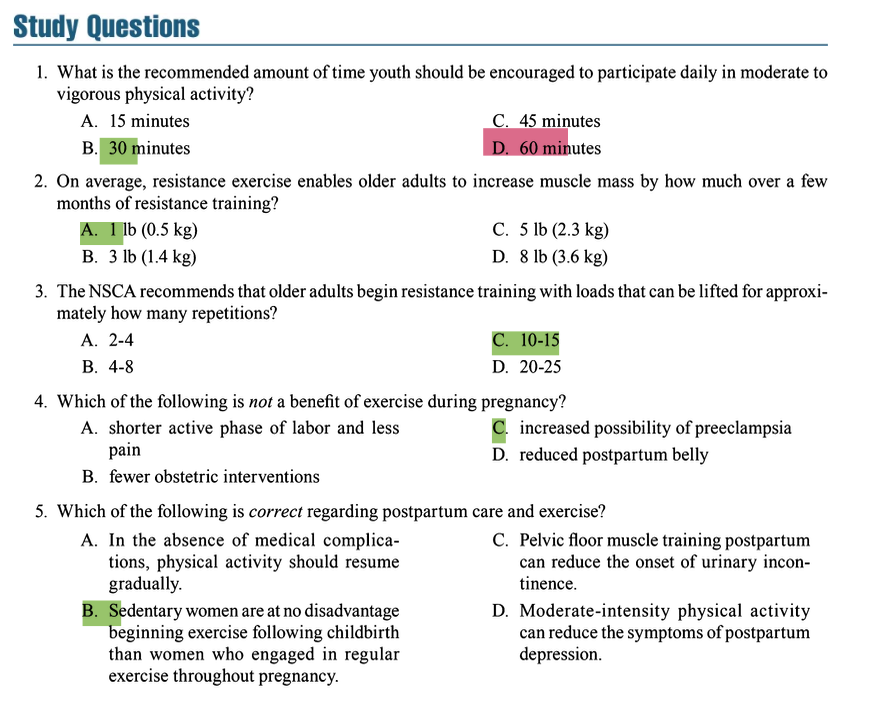 Study Questions
1. What is the recommended amount of time youth should be encouraged to participate daily in moderate to
vigorous physical activity?
A. 15 minutes
B. 30 minutes
C. 45 minutes
D. 60 minutes
2. On average, resistance exercise enables older adults to increase muscle mass by how much over a few
months of resistance training?
A. 1 lb (0.5 kg)
B. 3 lb (1.4 kg)
C. 5 lb (2.3 kg)
D. 8 lb (3.6 kg)
3. The NSCA recommends that older adults begin resistance training with loads that can be lifted for approxi-
mately how many repetitions?
A. 2-4
B. 4-8
C. 10-15
D. 20-25
4. Which of the following is not a benefit of exercise during pregnancy?
A. shorter active phase of labor and less
pain
B. fewer obstetric interventions
C. increased possibility of preeclampsia
D. reduced postpartum belly
5. Which of the following is correct regarding postpartum care and exercise?
A. In the absence of medical complica-
tions, physical activity should resume
gradually.
B. Sedentary women are at no disadvantage
beginning exercise following childbirth
than women who engaged in regular
exercise throughout pregnancy.
C. Pelvic floor muscle training postpartum
can reduce the onset of urinary incon-
tinence.
D. Moderate-intensity physical activity
can reduce the symptoms of postpartum
depression.